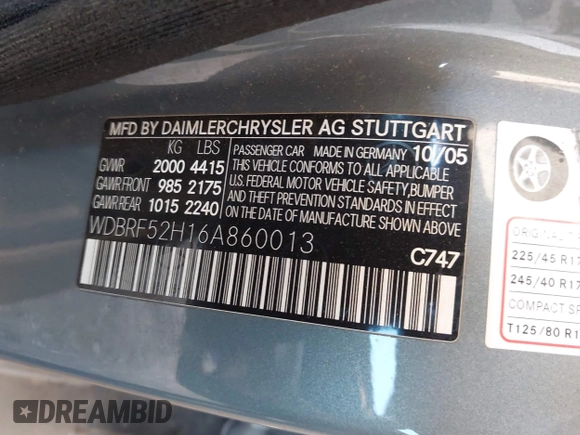 MFD BY DAIMLERCHRYSLER AG STUTTGART
KG LBS
GVWR 2000 4415
GAWR FRONT 985 2175
GAWR REAR 1015 2240
PASSENGER CAR MADE IN GERMANY 10/05
THIS VEHICLE CONFORMS TO ALL APPLICABLE
U.S. FEDERAL MOTOR VEHICLE SAFETY,BUMPER
AND THEFT PREVENTION STANDARDS IN EFFECT
ON THE DATE OF MANUFACTURE SHOWN ABOVE
WDBRF52H16A860013
C747
ORIGINAL
225/45 R17
245/40 R17
COMPACT
T125/80 R1
DREAMBID